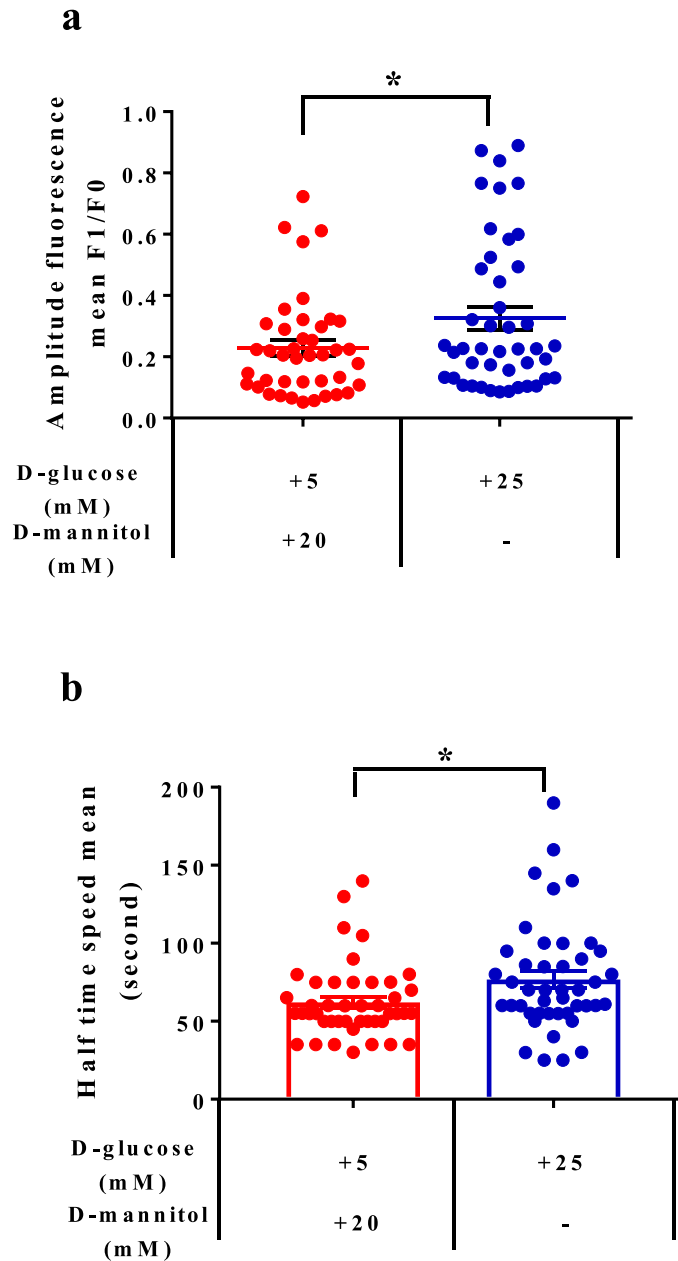 a
*
Amplitude fluorescence
mean F1/F0
1.0
0.8
0.6
0.4
0.2
0.0
D-glucose
(mM)
+5
+25
D-mannitol
(mM)
+20
-
b
*
Half time speed mean
(second)
200
150
100
50
0
D-glucose
(mM)
+5
+25
D-mannitol
(mM)
+20
-